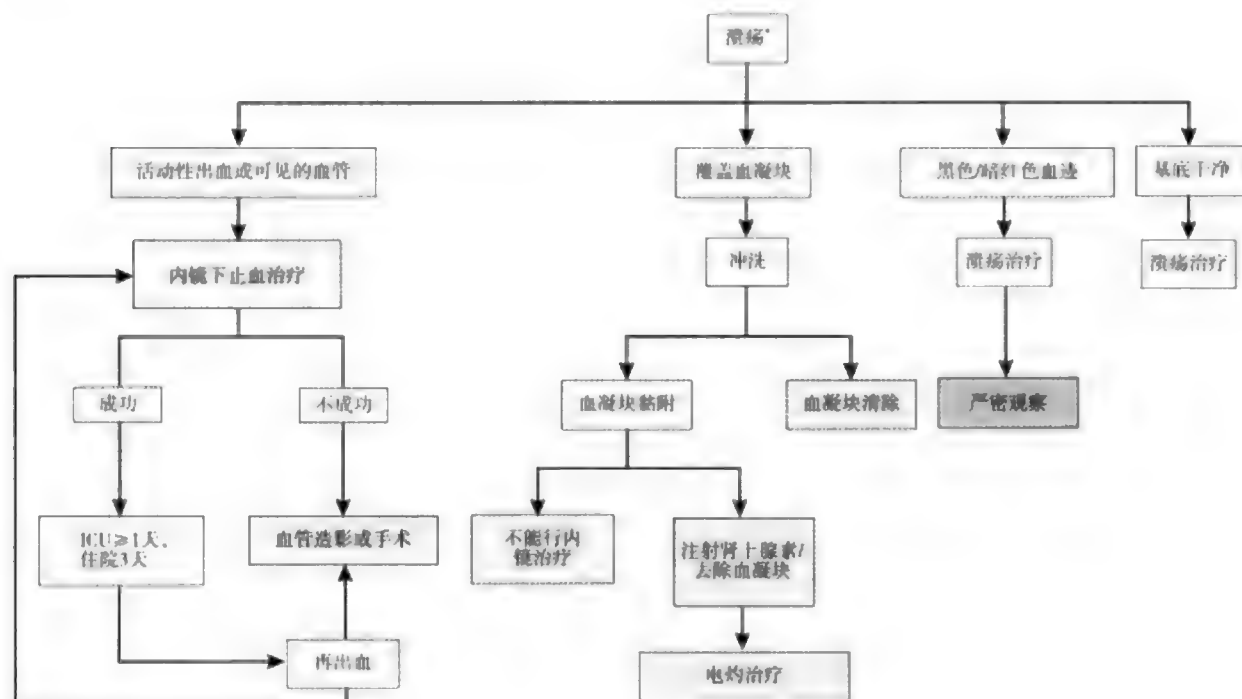 溃疡*
活动性出血或可见的血管
覆盖血凝块
黑色/暗红色血迹
基底干净
内镜下止血治疗
冲洗
溃疡治疗
溃疡治疗
成功
不成功
血凝块黏附
血凝块清除
严密观察
ICU≥1天,
住院3天
血管造影或手术
不能行内
镜治疗
注射肾上腺素/
去除血凝块
再出血
电灼治疗